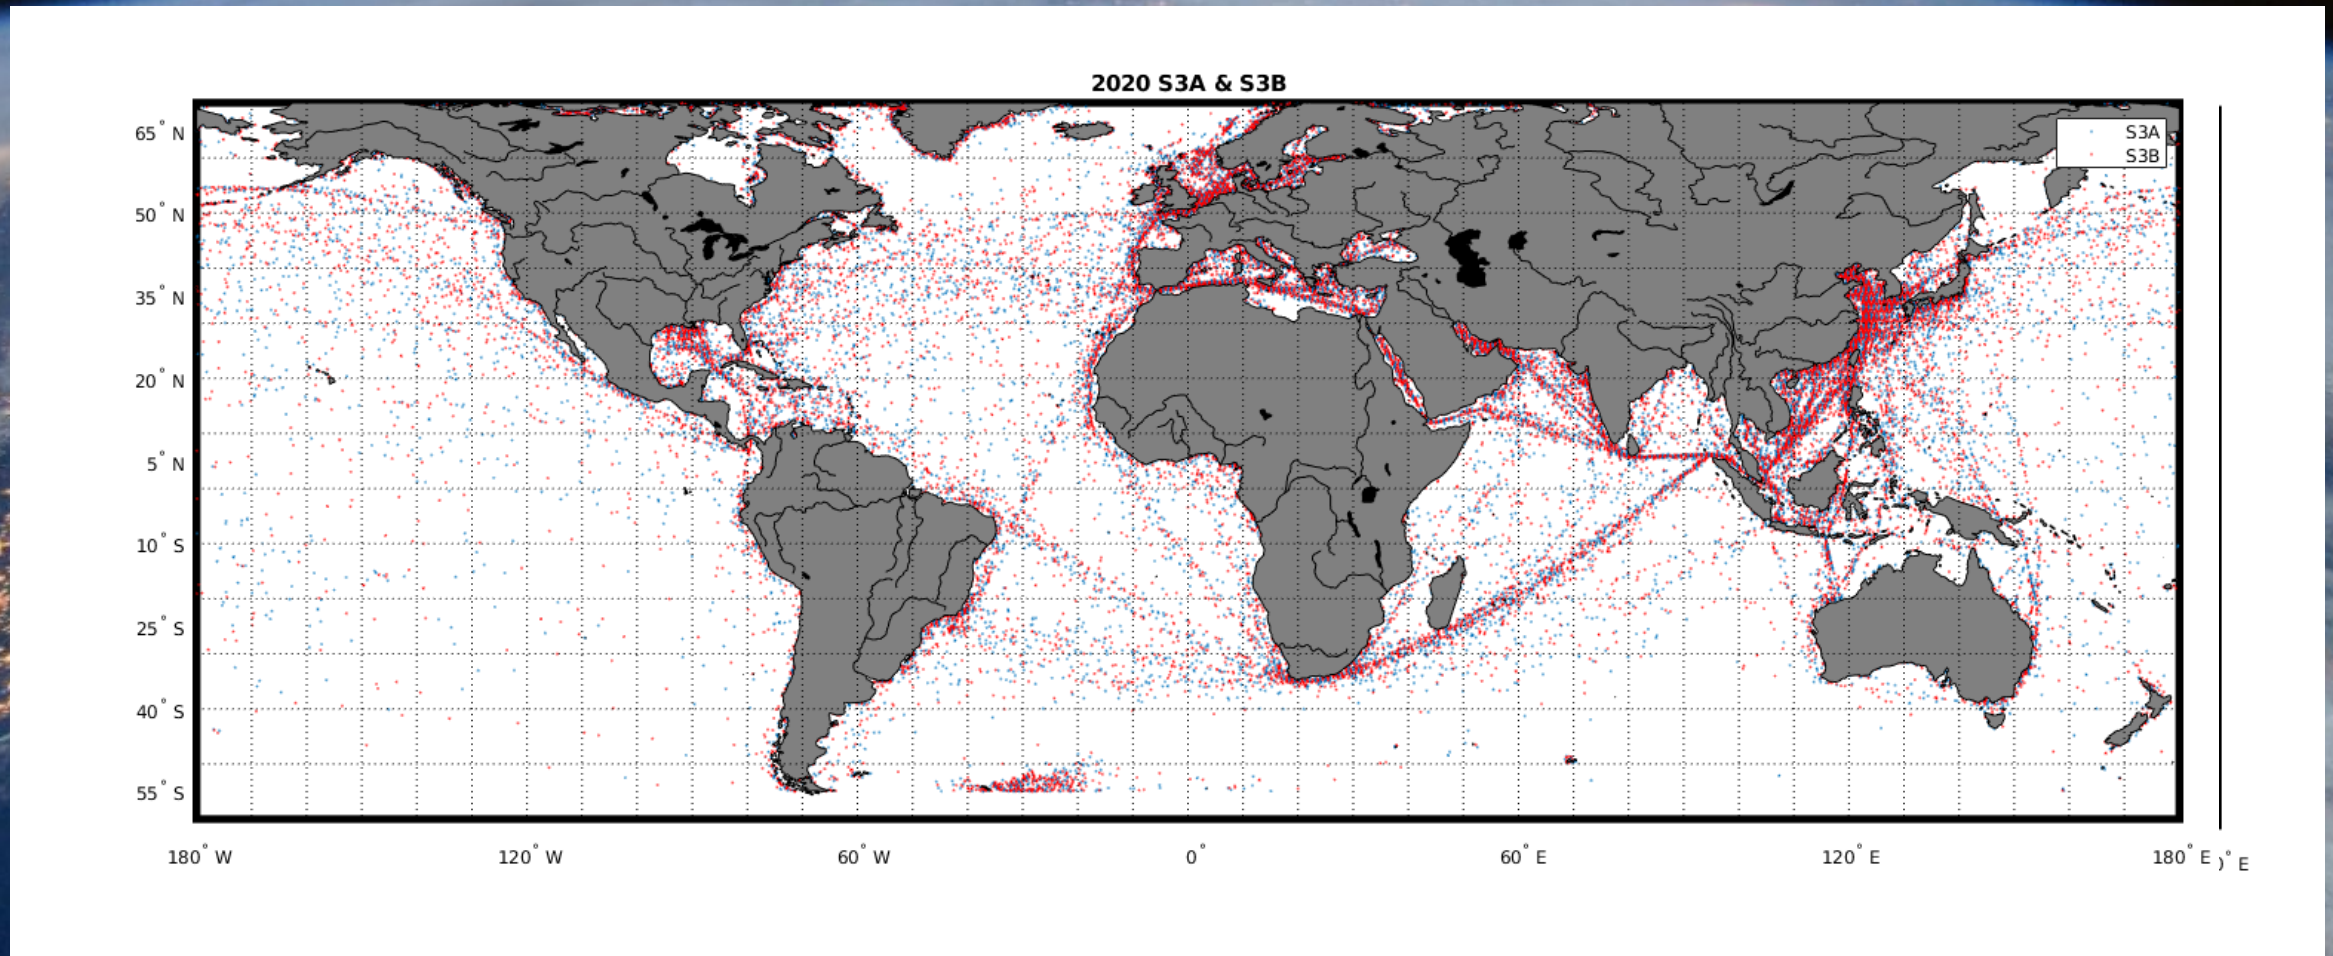 2020 S3A & S3B
S3A
S3B
65° N
50° N
35° N
20° N
5° N
10° S
25° S
40° S
55° S
180° W 120° W 60° W 0° 60° E 120° E 180° E )° E